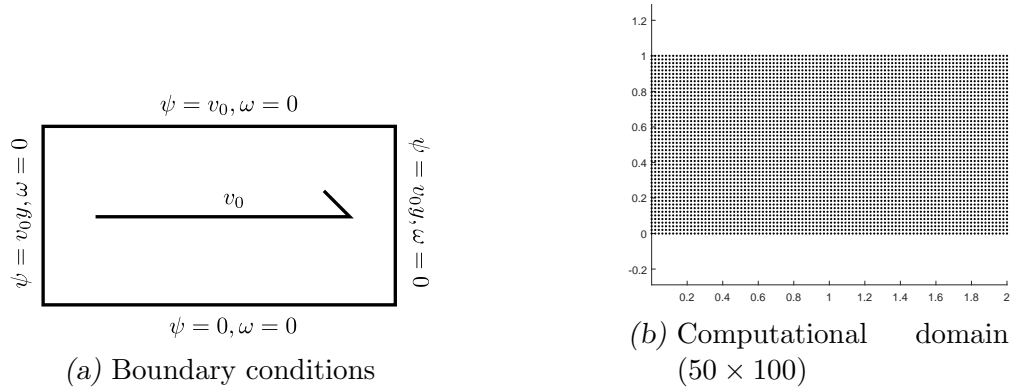 ψ = v₀, ω = 0
ψ = v₀y, ω = 0
v₀
ψ = v₀y, ω = 0
ψ = 0, ω = 0
(a) Boundary conditions
1.2
1
0.8
0.6
0.4
0.2
0
-0.2
0.2 0.4 0.6 0.8 1 1.2 1.4 1.6 1.8 2
(b) Computational domain
(50 × 100)